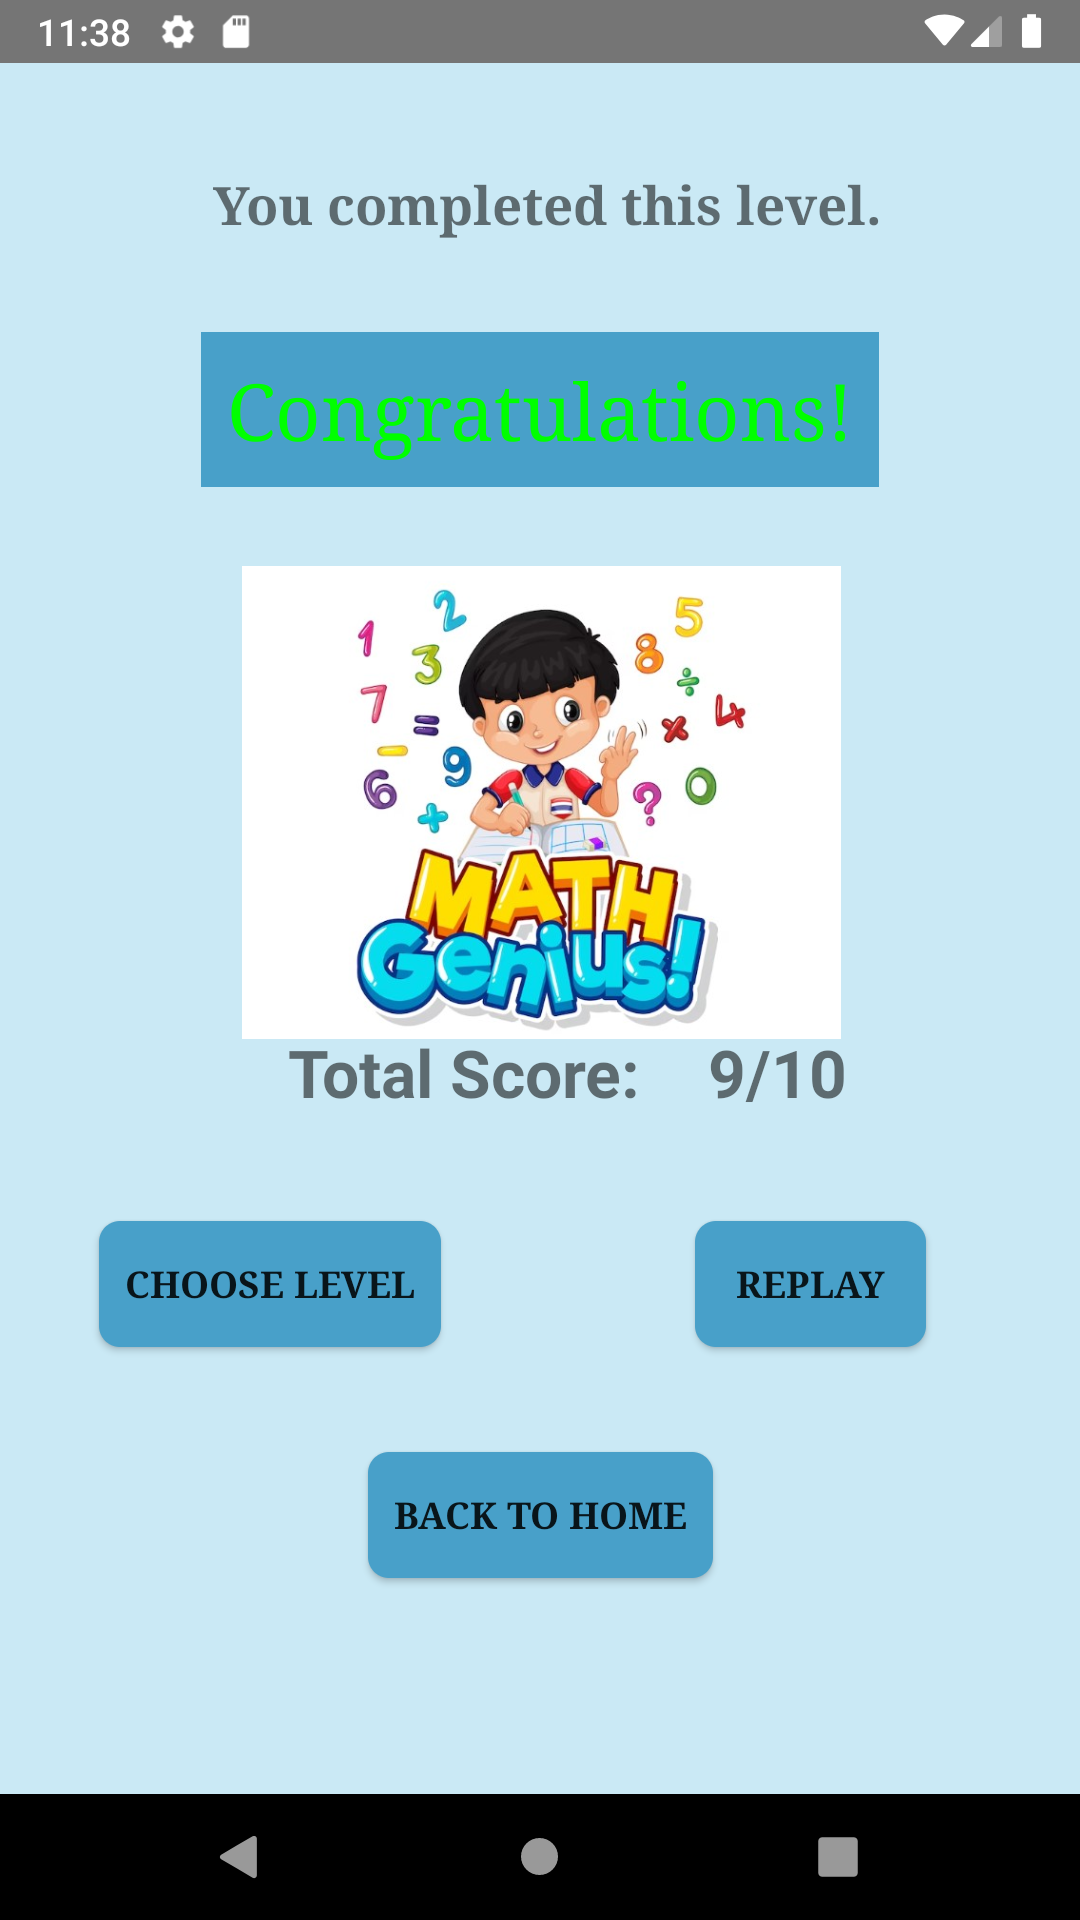 11:38
You completed this level.
Congratulations!
1 2 3 7 = - 9 6 +
5 8 ÷ 4 × ? 0
MATH
Genius!
Total Score: 9/10
CHOOSE LEVEL REPLAY
BACK TO HOME